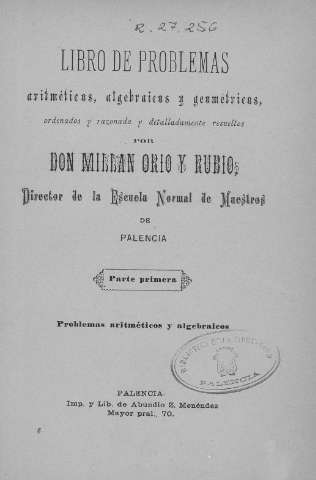 R. 27.256
LIBRO DE PROBLEMAS
aritméticos, algebraicos y geométricos,
ordenados y razonada y detalladamente resueltos
POR
DON MILLAN ORIO Y RUBIO,
Director de la Escuela Normal de Maestros
DE
PALENCIA
Parte primera
Problemas aritméticos y algebraicos
PALENCIA
PALENCIA.
Imp. y Lib. de Abundio Z. Menéndez
Mayor pral., 70.